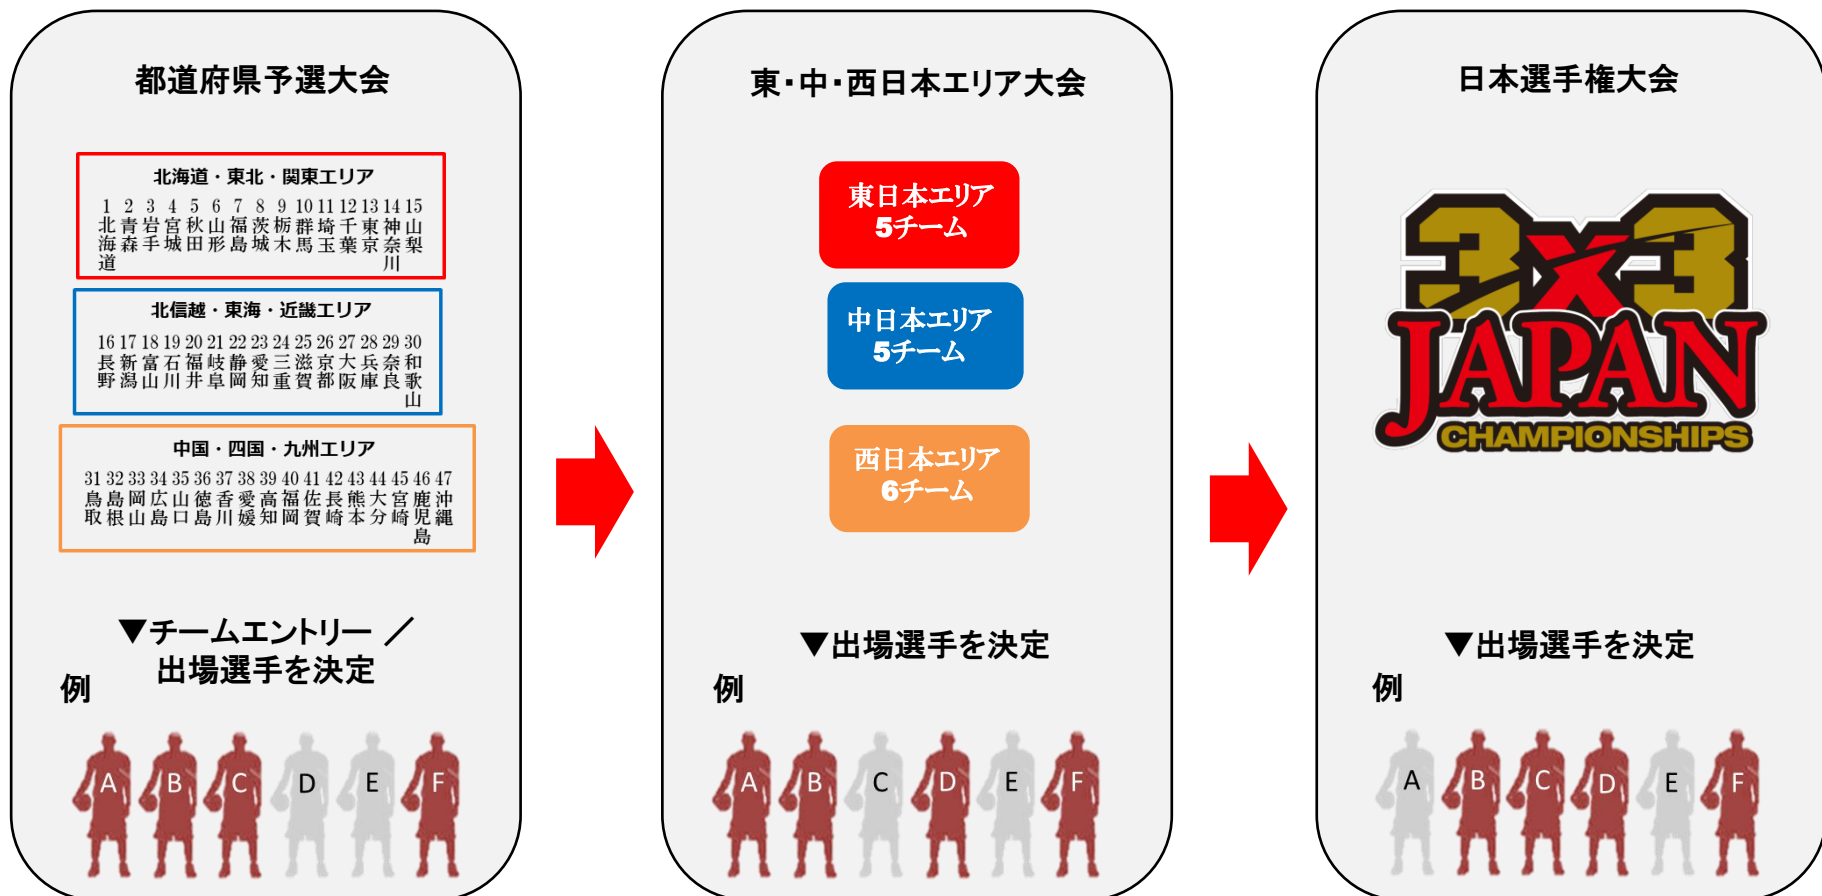 都道府県予選大会
北海道・東北・関東エリア
1 2 3 4 5 6 7 8 9 10 11 12 13 14 15
北海道 青森 岩手 宮城 秋田 山形 福島 茨城 栃木 群馬 埼玉 千葉 東京 神奈川 山梨
北信越・東海・近畿エリア
16 17 18 19 20 21 22 23 24 25 26 27 28 29 30
長野 新潟 富山 石川 福井 岐阜 静岡 愛知 三重 滋賀 京都 大阪 兵庫 奈良 和歌山
中国・四国・九州エリア
31 32 33 34 35 36 37 38 39 40 41 42 43 44 45 46 47
鳥取 島根 岡山 広島 山口 徳島 香川 愛媛 高知 福岡 佐賀 長崎 熊本 大分 宮崎 鹿児島 沖縄
▼チームエントリー ／
出場選手を決定
例
A B C D E F
東・中・西日本エリア大会
東日本エリア
5チーム
中日本エリア
5チーム
西日本エリア
6チーム
▼出場選手を決定
例
A B C D E F
日本選手権大会
3x3
JAPAN
CHAMPIONSHIPS
▼出場選手を決定
例
A B C D E F